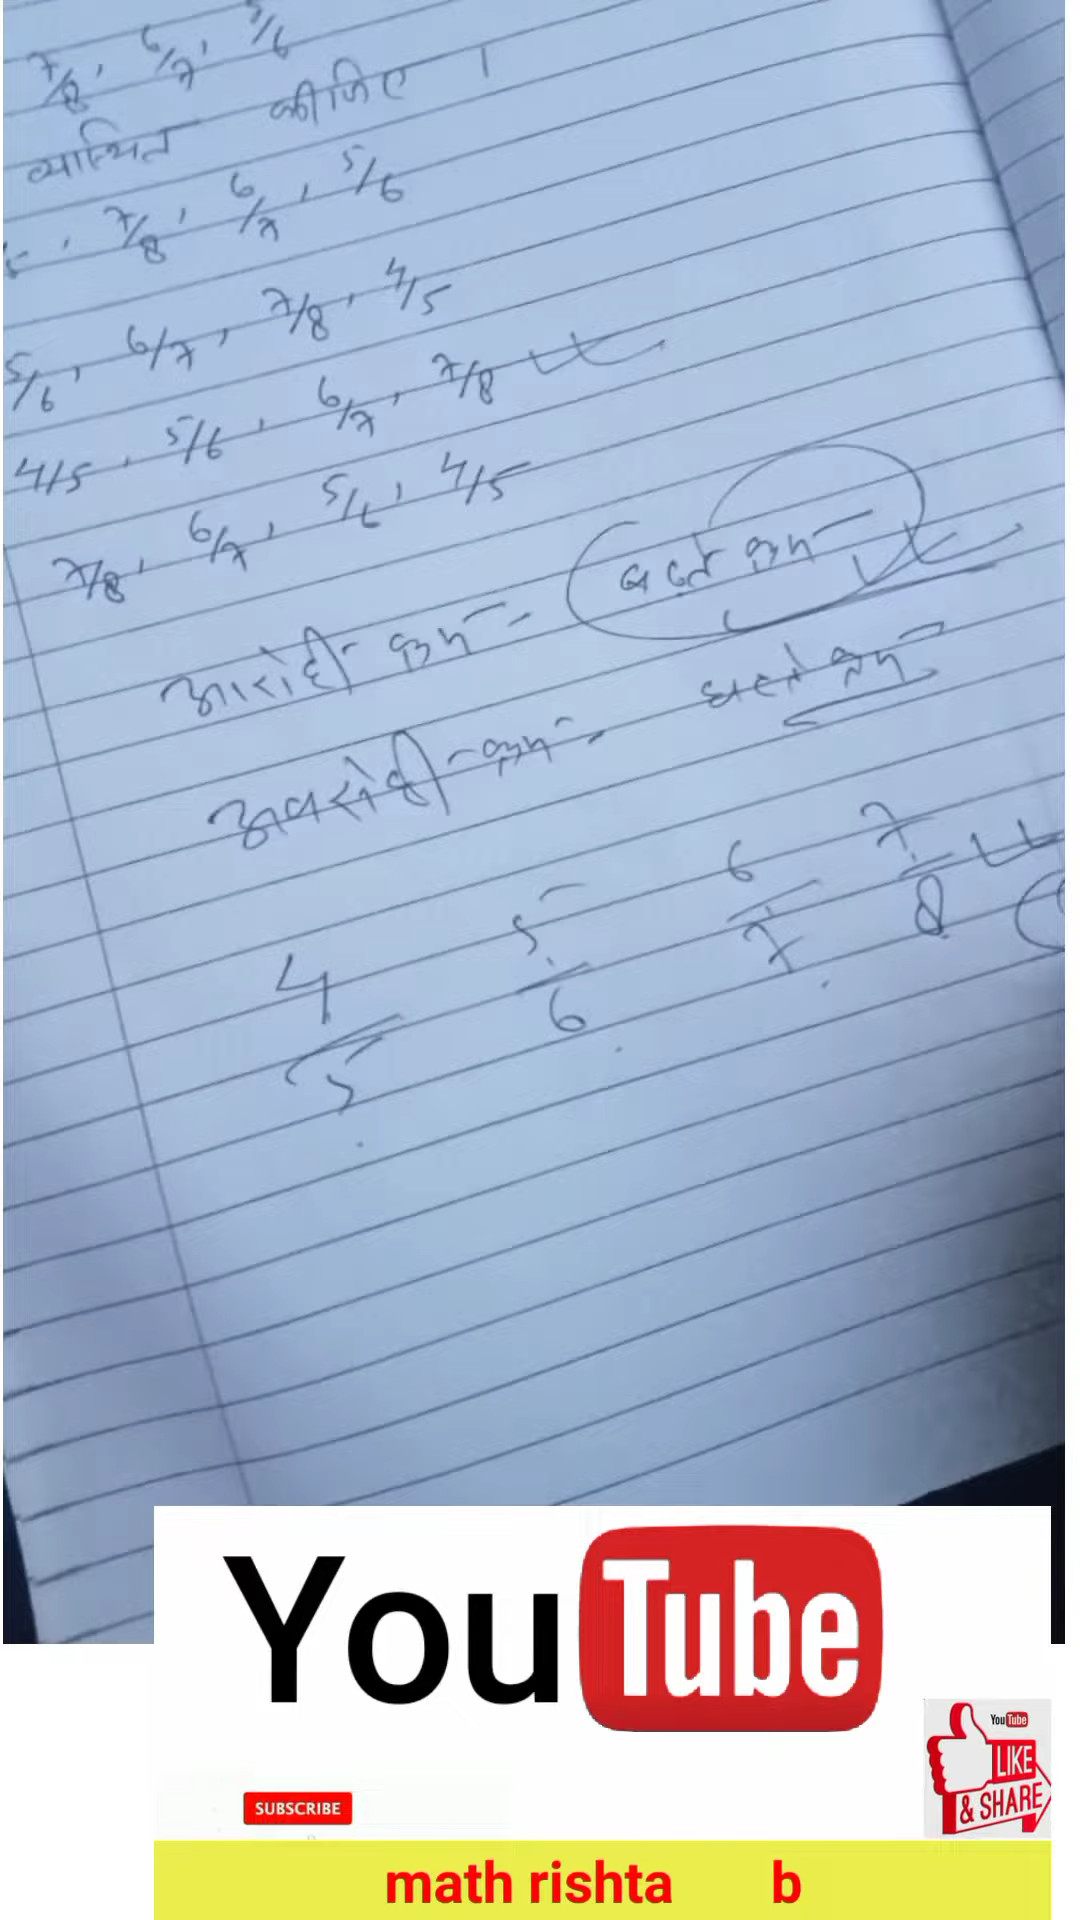 7/8, 6/7, 5/6
व्यवस्थित कीजिए ।
, 7/8, 6/7, 5/6
5/6, 6/7, 7/8, 4/5
4/5, 5/6, 6/7, 7/8
7/8, 6/7, 5/6, 4/5
आरोही क्रम - बढते क्रम
अवरोही - क्रम - घटते क्रम
4/5 5/6 6/7 7/8
YouTube
YouTube
LIKE
& SHARE
SUBSCRIBE
math rishta b